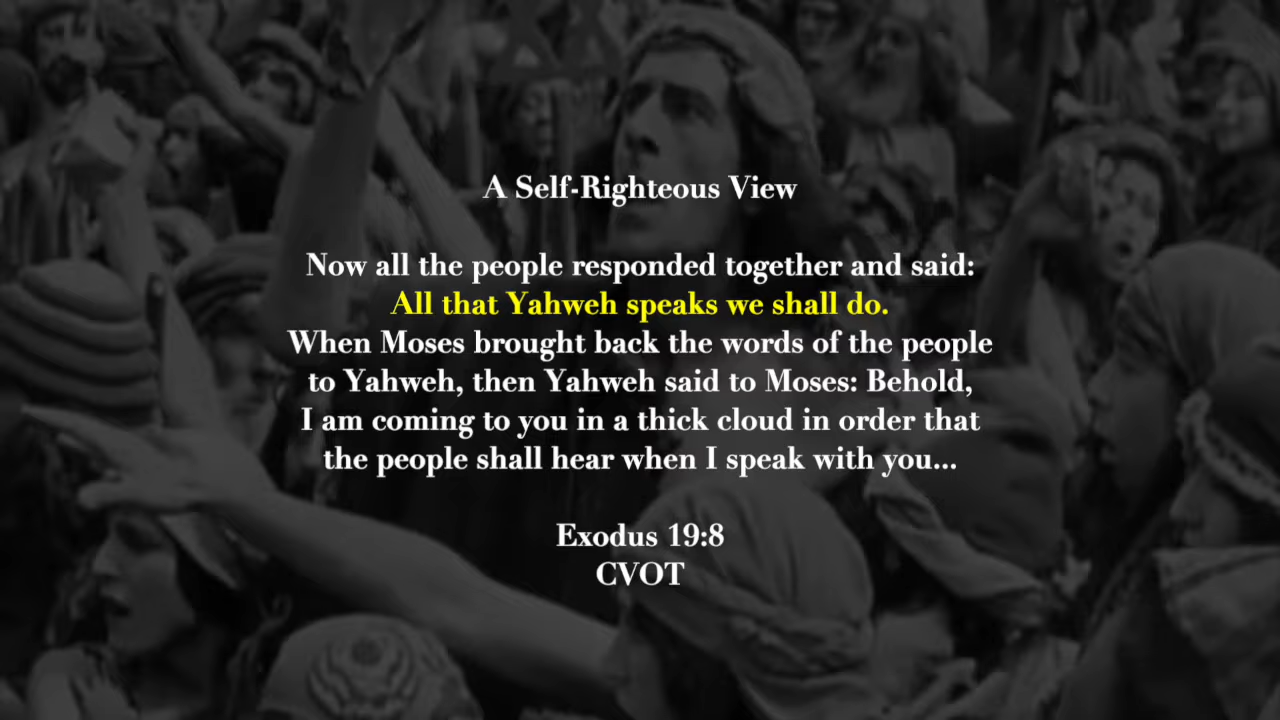 A Self-Righteous View
Now all the people responded together and said:
All that Yahweh speaks we shall do.
When Moses brought back the words of the people
to Yahweh, then Yahweh said to Moses: Behold,
I am coming to you in a thick cloud in order that
the people shall hear when I speak with you...
Exodus 19:8
CVOT